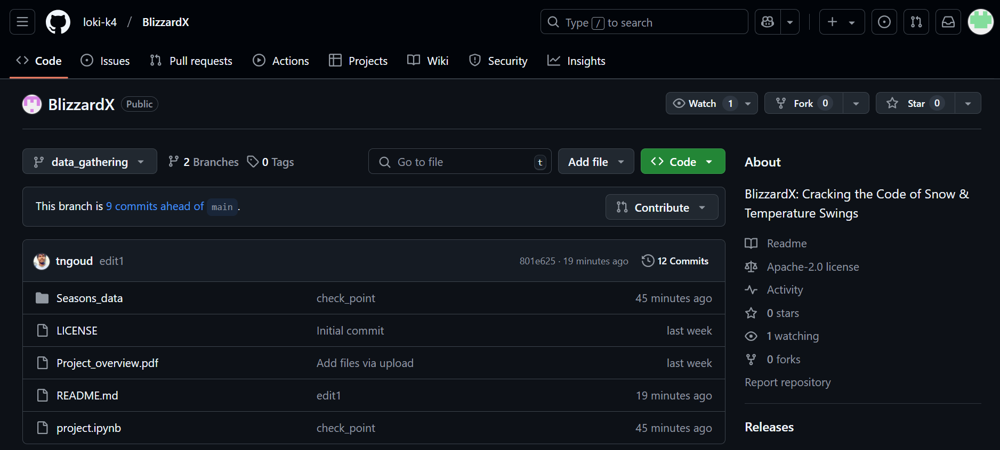 loki-k4 / BlizzardX
Type / to search
Code
Issues
Pull requests
Actions
Projects
Wiki
Security
Insights
BlizzardX Public
Watch 1
Fork 0
Star 0
data_gathering
2 Branches
0 Tags
Go to file t
Add file
Code
This branch is 9 commits ahead of main.
Contribute
tngoud edit1 801e625 · 19 minutes ago 12 Commits
Seasons_data check_point 45 minutes ago
LICENSE Initial commit last week
Project_overview.pdf Add files via upload last week
README.md edit1 19 minutes ago
project.ipynb check_point 45 minutes ago
About
BlizzardX: Cracking the Code of Snow &
Temperature Swings
Readme
Apache-2.0 license
Activity
0 stars
1 watching
0 forks
Report repository
Releases